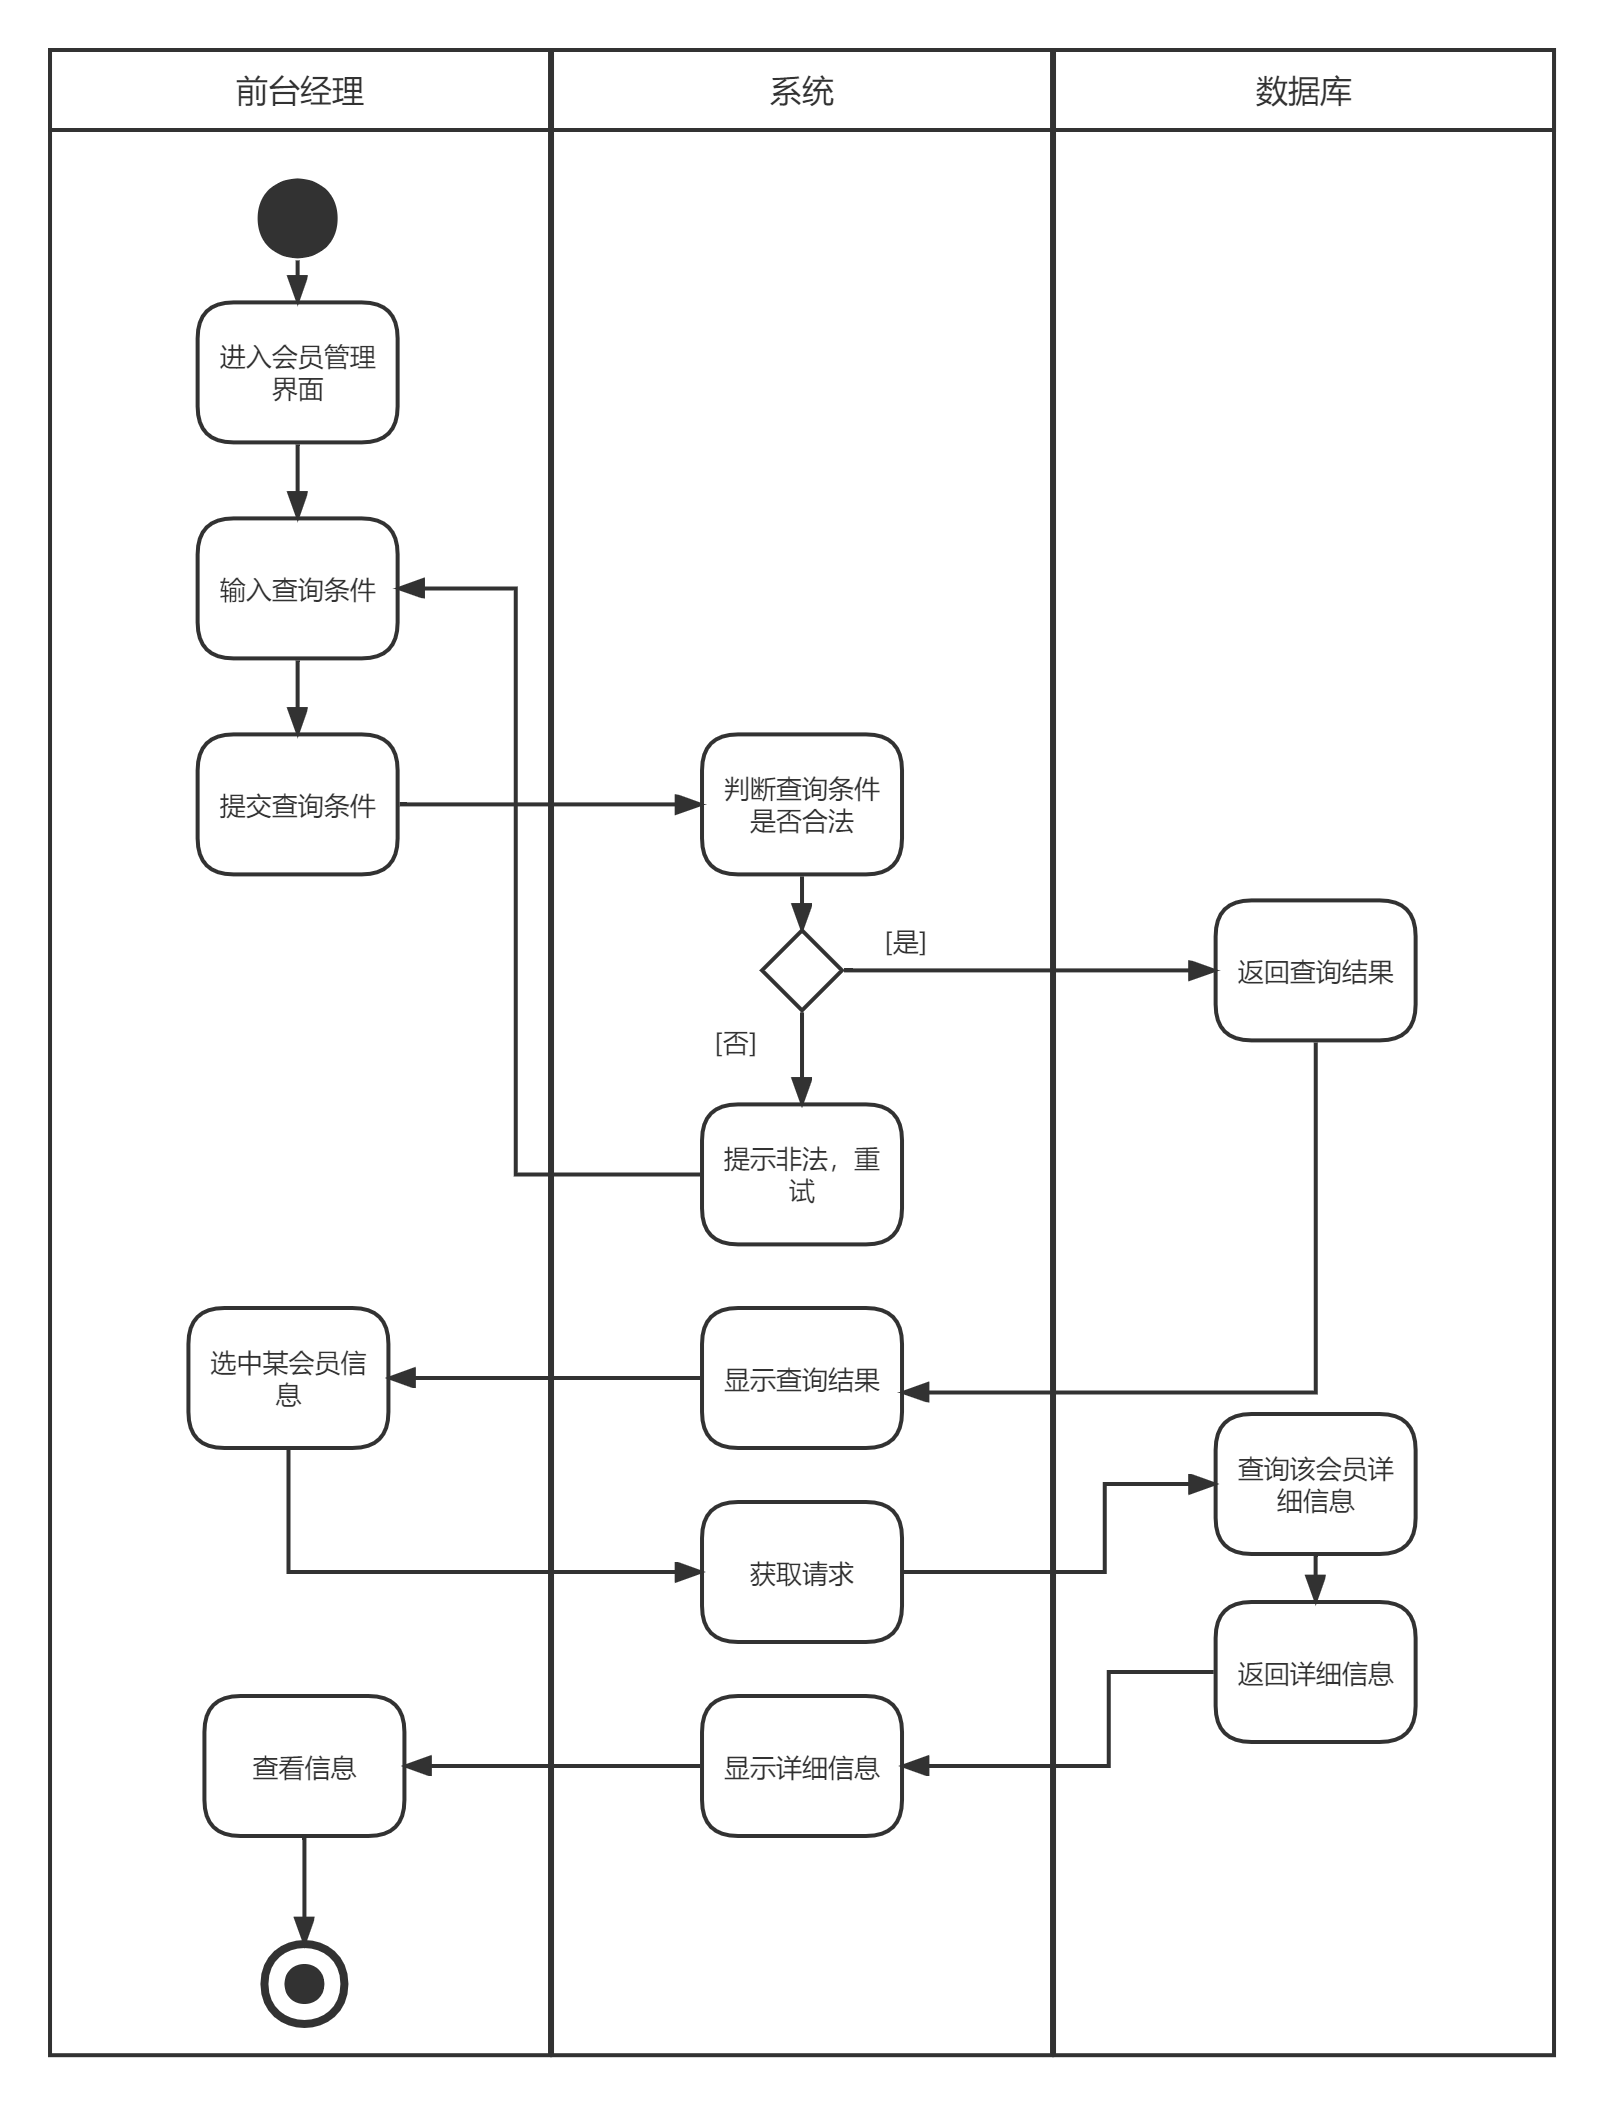 前台经理
系统
数据库
进入会员管理
界面
输入查询条件
提交查询条件
判断查询条件
是否合法
[是]
返回查询结果
[否]
提示非法，重
试
选中某会员信
息
显示查询结果
查询该会员详
细信息
获取请求
返回详细信息
查看信息
显示详细信息